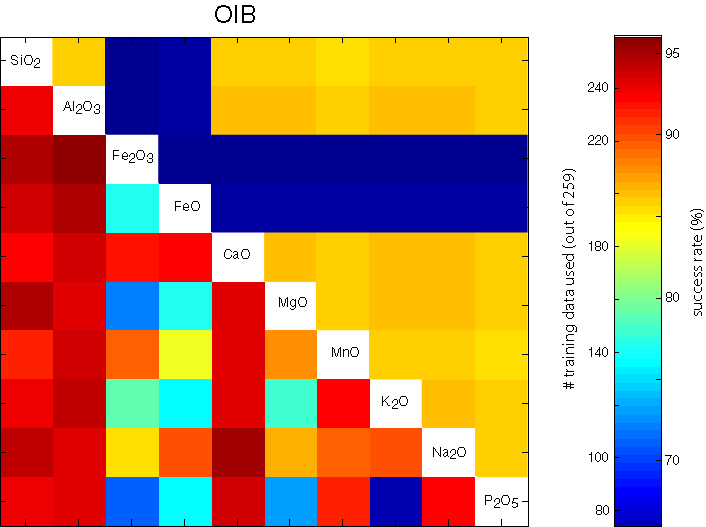 OIB
SiO₂
Al₂O₃
Fe₂O₃
FeO
CaO
MgO
MnO
K₂O
Na₂O
P₂O₅
# training data used (out of 259)
240
220
180
140
100
80
95
90
80
70
success rate (%)